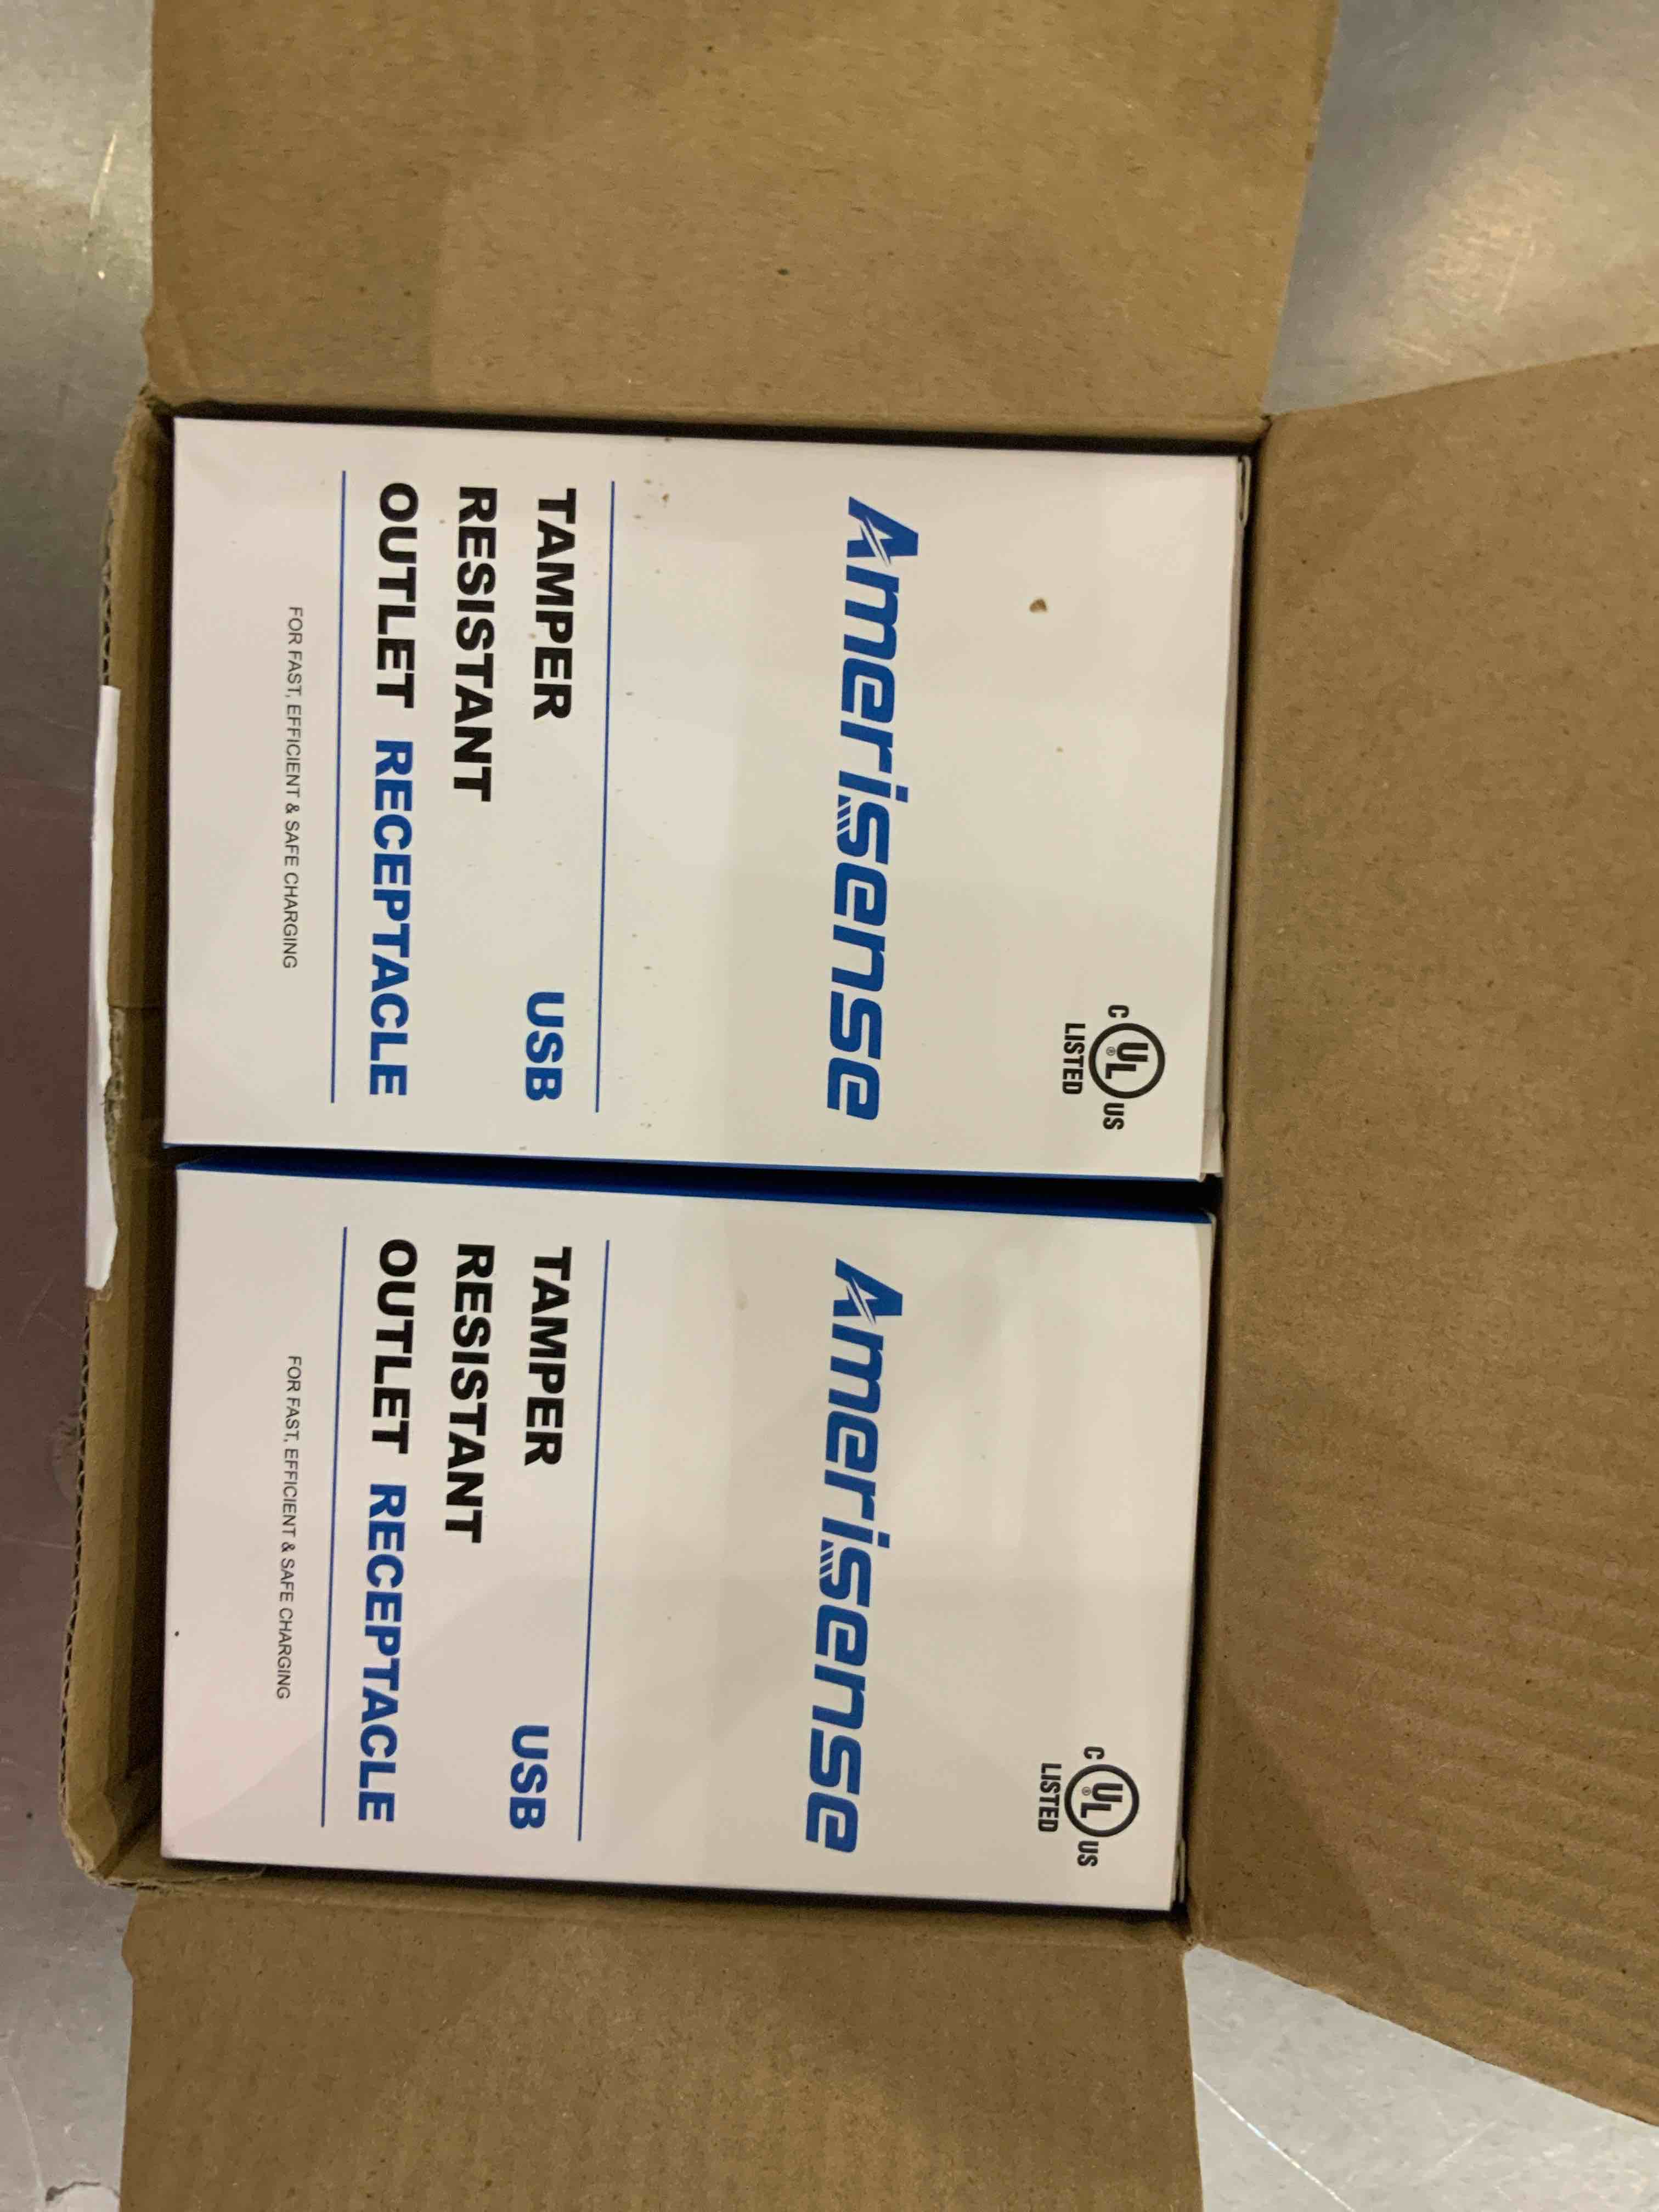 C UL® US
LISTED
Amerisense
TAMPER USB
RESISTANT
OUTLET RECEPTACLE
FOR FAST, EFFICIENT & SAFE CHARGING
C UL® US
LISTED
Amerisense
TAMPER USB
RESISTANT
OUTLET RECEPTACLE
FOR FAST, EFFICIENT & SAFE CHARGING